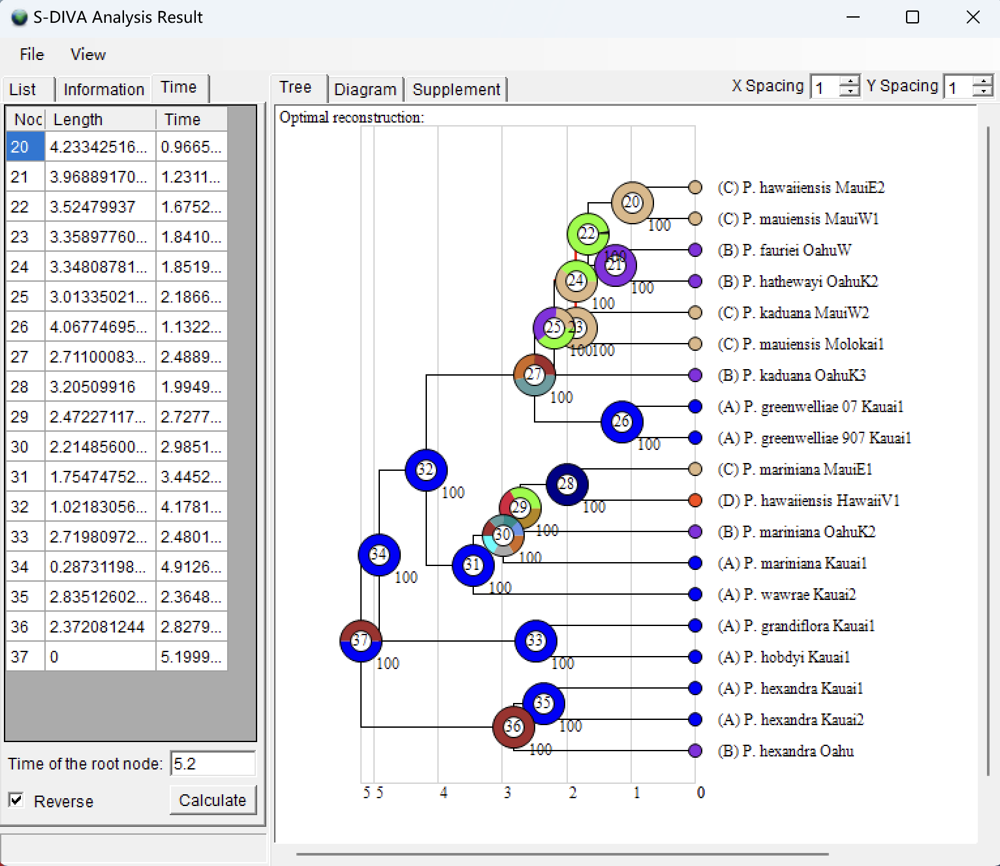 S-DIVA Analysis Result
File View
List Information Time
Noc Length Time
20 4.23342516... 0.9665...
21 3.96889170... 1.2311...
22 3.52479937 1.6752...
23 3.35897760... 1.8410...
24 3.34808781... 1.8519...
25 3.01335021... 2.1866...
26 4.06774695... 1.1322...
27 2.71100083... 2.4889...
28 3.20509916 1.9949...
29 2.47227117... 2.7277...
30 2.21485600... 2.9851...
31 1.75474752... 3.4452...
32 1.02183056... 4.1781...
33 2.71980972... 2.4801...
34 0.28731198... 4.9126...
35 2.83512602... 2.3648...
36 2.372081244 2.8279...
37 0 5.1999...
Time of the root node: 5.2
Reverse Calculate
Tree Diagram Supplement X Spacing 1 Y Spacing 1
Optimal reconstruction:
(C) P. hawaiiensis MauiE2
20
(C) P. mauiensis MauiW1
100
22
(B) P. fauriei OahuW
100
21
(B) P. hathewayi OahuK2
24
100
100
(C) P. kaduana MauiW2
25 23
(C) P. mauiensis Molokai1
100 100
27 (B) P. kaduana OahuK3
100
(A) P. greenwelliae 07 Kauai1
26
(A) P. greenwelliae 907 Kauai1
100
32 (C) P. mariniana MauiE1
28
100
(D) P. hawaiiensis HawaiiV1
29 100
(B) P. mariniana OahuK2
30 100
34 100
(A) P. mariniana Kauai1
31
100
100
(A) P. wawrae Kauai2
(A) P. grandiflora Kauai1
37 33
(A) P. hobdyi Kauai1
100 100
(A) P. hexandra Kauai1
35
(A) P. hexandra Kauai2
36 100
100 (B) P. hexandra Oahu
5 5 4 3 2 1 0